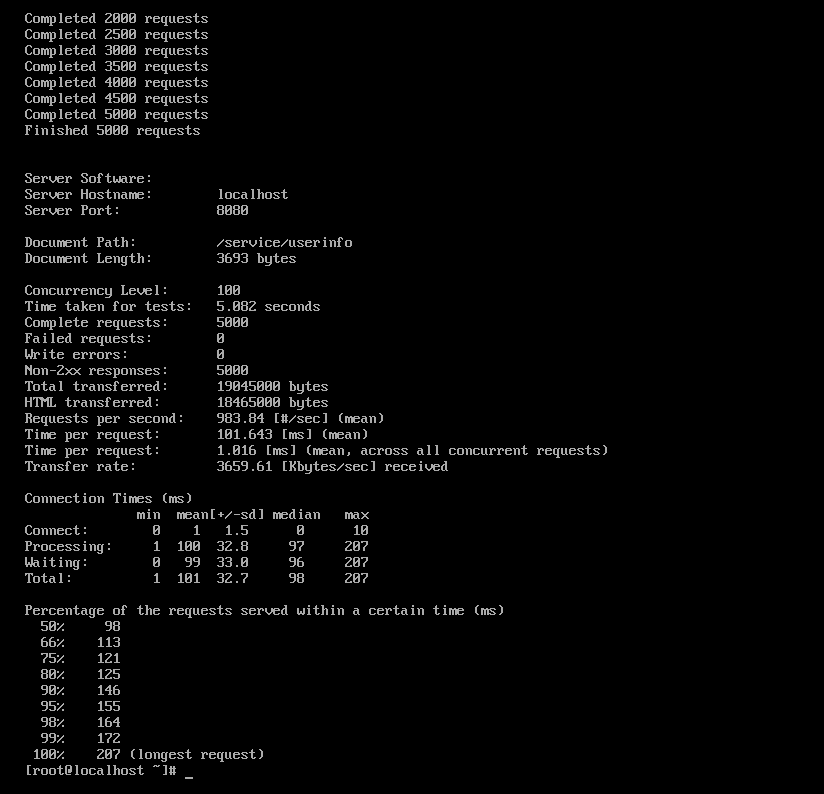 Completed 2000 requests
Completed 2500 requests
Completed 3000 requests
Completed 3500 requests
Completed 4000 requests
Completed 4500 requests
Completed 5000 requests
Finished 5000 requests
Server Software:
Server Hostname:        localhost
Server Port:            8080
Document Path:          /service/userinfo
Document Length:        3693 bytes
Concurrency Level:      100
Time taken for tests:   5.082 seconds
Complete requests:      5000
Failed requests:        0
Write errors:           0
Non-2xx responses:      5000
Total transferred:      19045000 bytes
HTML transferred:       18465000 bytes
Requests per second:    983.84 [#/sec] (mean)
Time per request:       101.643 [ms] (mean)
Time per request:       1.016 [ms] (mean, across all concurrent requests)
Transfer rate:          3659.61 [Kbytes/sec] received
Connection Times (ms)
              min  mean[+/-sd] median   max
Connect:        0    1   1.5      0      10
Processing:     1  100  32.8     97     207
Waiting:        0   99  33.0     96     207
Total:          1  101  32.7     98     207
Percentage of the requests served within a certain time (ms)
  50%     98
  66%    113
  75%    121
  80%    125
  90%    146
  95%    155
  98%    164
  99%    172
 100%    207 (longest request)
[root@localhost ~]# _